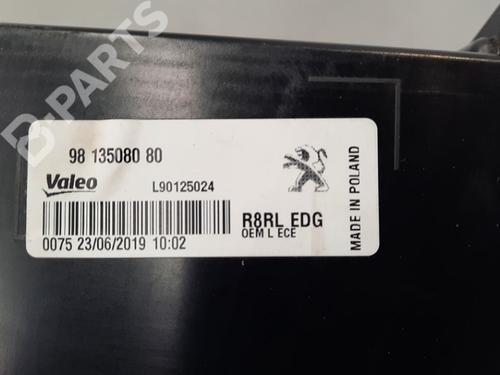 B-PARTS
98 135080 80
Valeo
L90125024
R8RL EDG
OEM L ECE
0075 23/06/2019 10:02
MADE IN POLAND